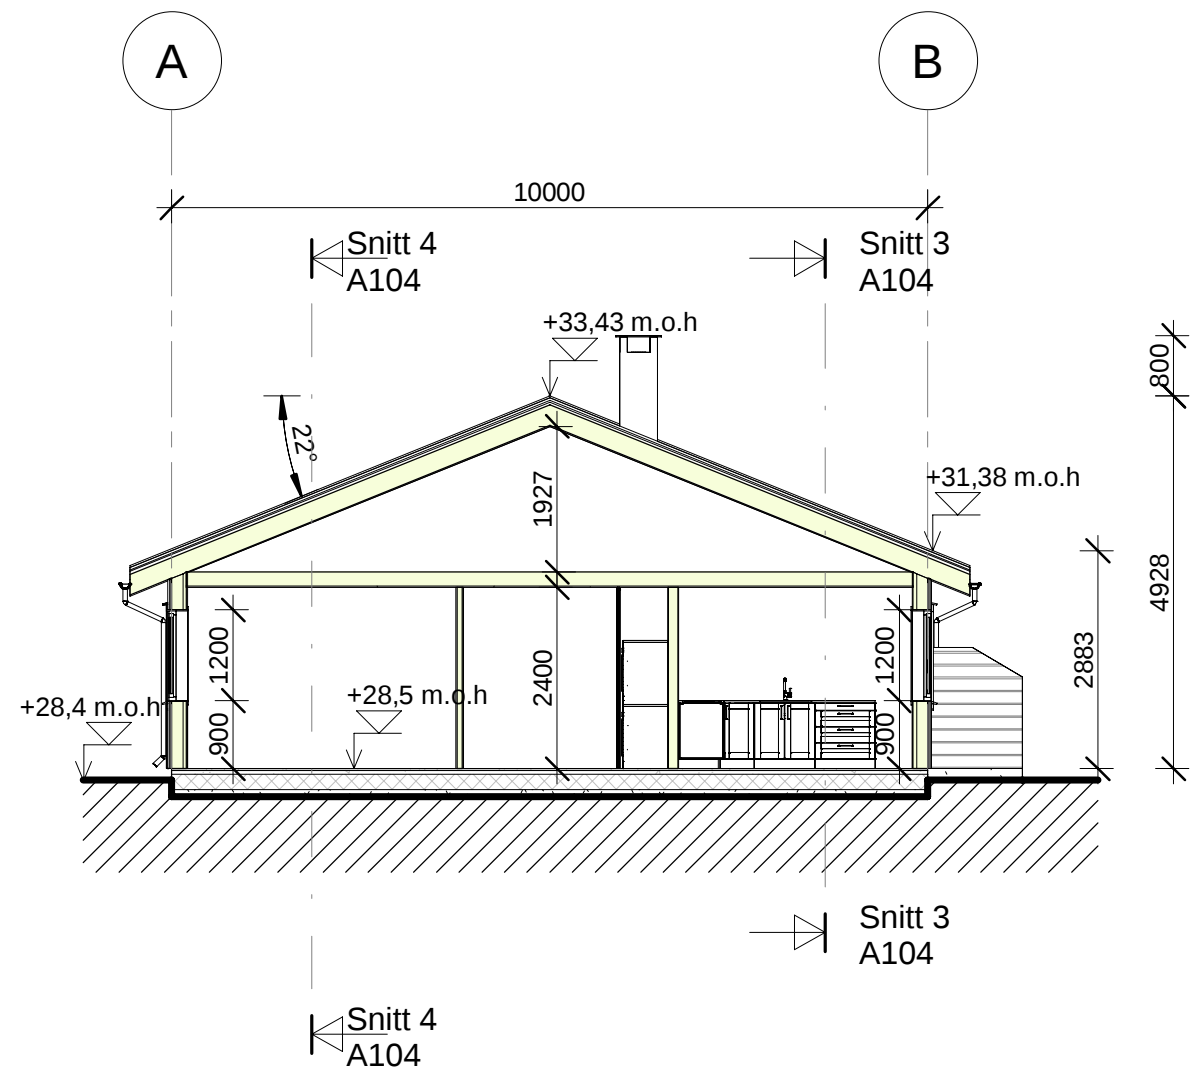 A
B
10000
Snitt 4
A104
Snitt 3
A104
+33,43 m.o.h
800
22°
+31,38 m.o.h
1927
4928
1200
2400
1200
2883
+28,4 m.o.h
+28,5 m.o.h
900
900
Snitt 3
A104
Snitt 4
A104